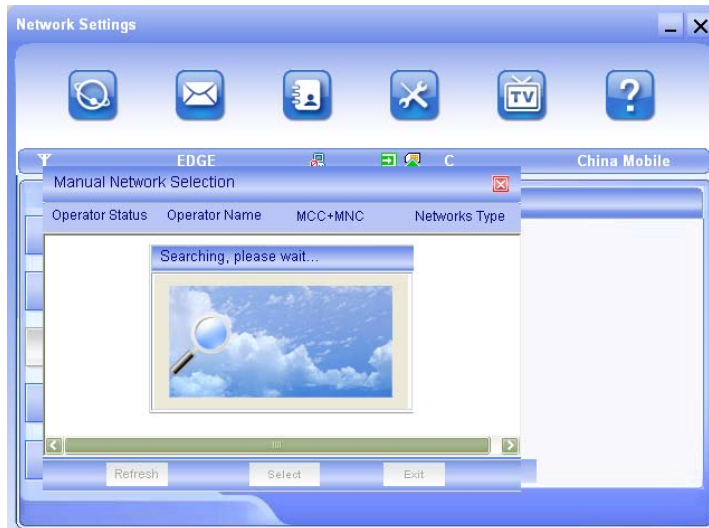 Network Settings
TV
?
EDGE C China Mobile
Manual Network Selection
Operator Status Operator Name MCC+MNC Networks Type
Searching, please wait...
Refresh Select Exit